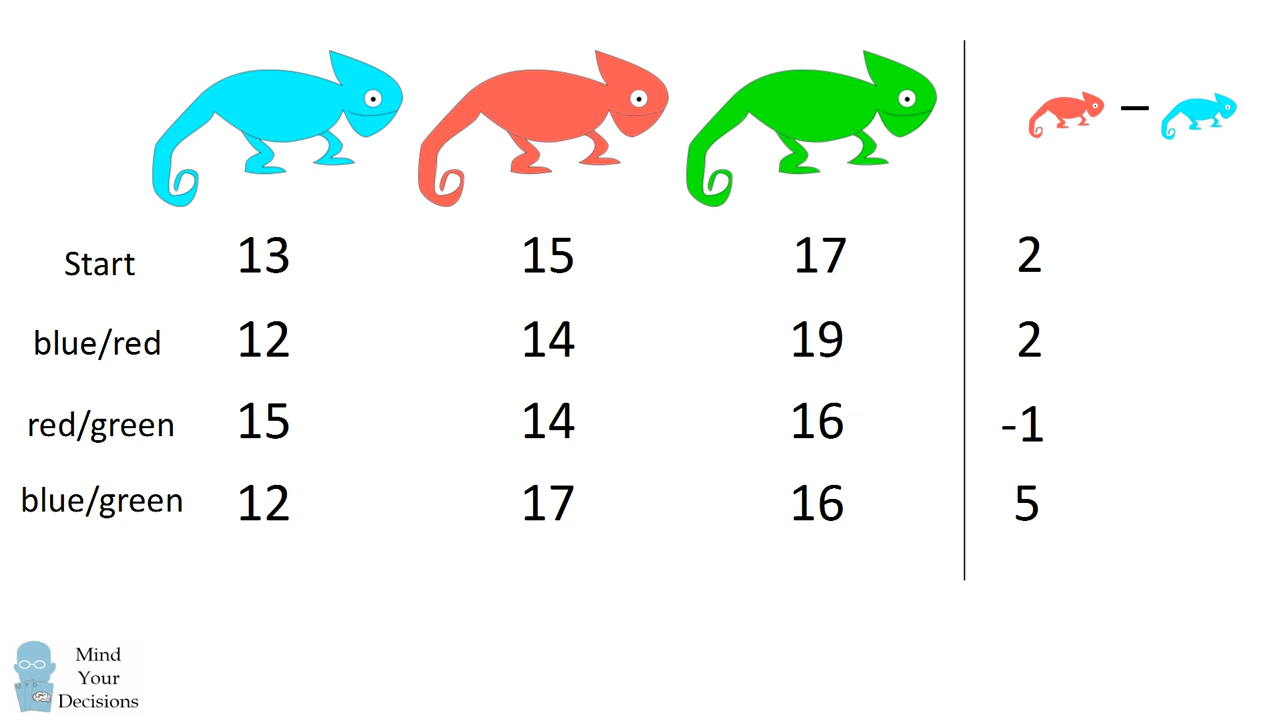 –
Start 13 15 17 2
blue/red 12 14 19 2
red/green 15 14 16 -1
blue/green 12 17 16 5
Mind
Your
Decisions